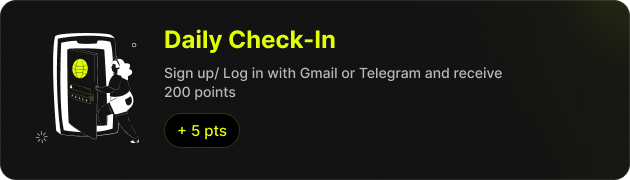 Daily Check-In
Sign up/ Log in with Gmail or Telegram and receive
200 points
+ 5 pts